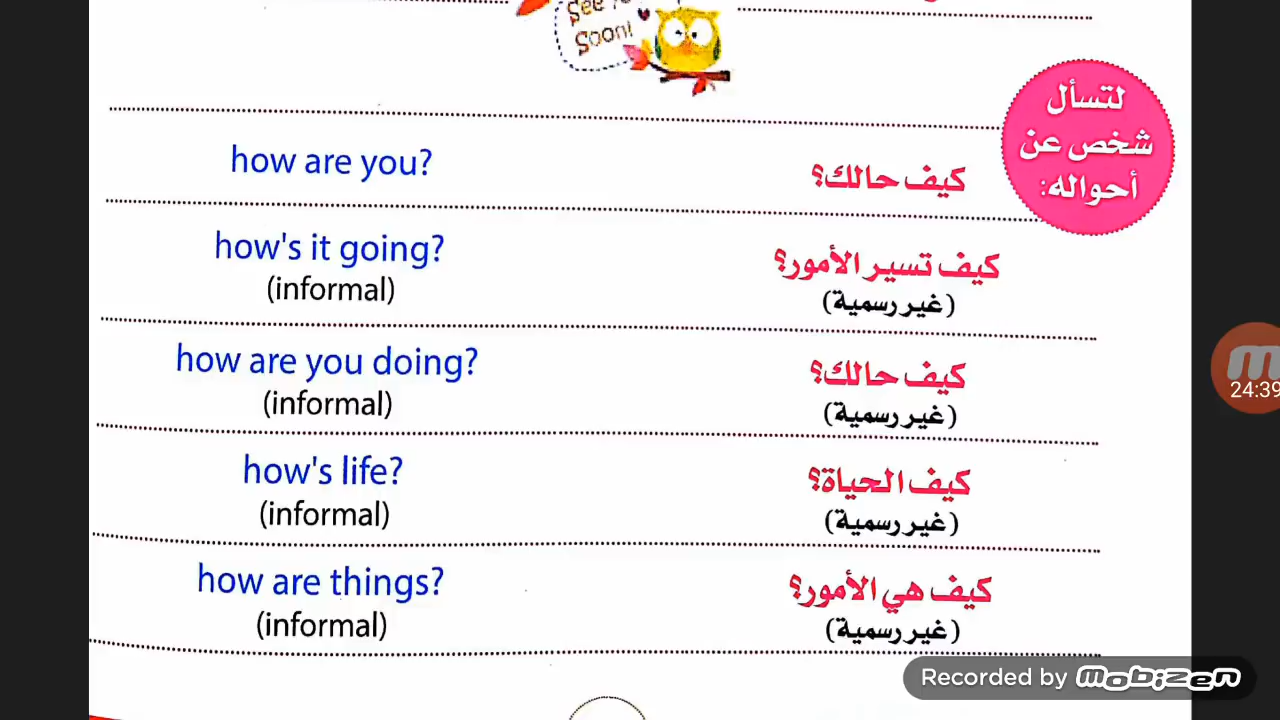 See
Soon!
لتسأل
شخص عن
أحواله:
how are you?
كيف حالك؟
how's it going?
(informal)
كيف تسير الأمور؟
(غير رسمية)
how are you doing?
(informal)
كيف حالك؟
(غير رسمية)
how's life?
(informal)
كيف الحياة؟
(غير رسمية)
how are things?
(informal)
كيف هي الأمور؟
(غير رسمية)
24:39
Recorded by mobizen